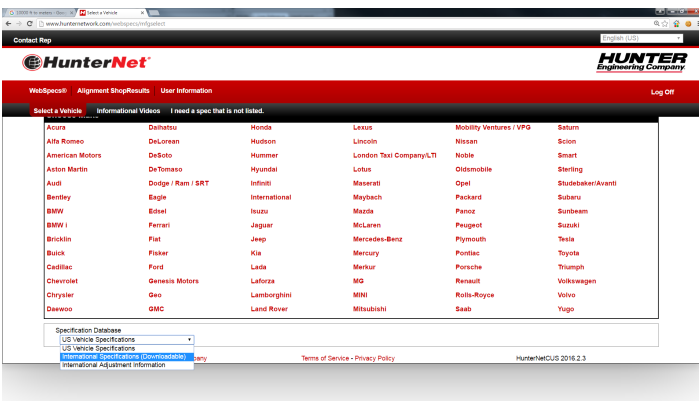 Select a Vehicle
www.hunternetwork.com/webspecs/mfgselect
Contact Rep
English (US)
HunterNet
HUNTER
Engineering Company
WebSpecs® Alignment ShopResults User Information
Log Off
Select a Vehicle Informational Videos I need a spec that is not listed.
Acura Daihatsu Honda Lexus Mobility Ventures / VPG Saturn
Alfa Romeo DeLorean Hudson Lincoln Nissan Scion
American Motors DeSoto Hummer London Taxi Company/LTI Noble Smart
Aston Martin DeTomaso Hyundai Lotus Oldsmobile Sterling
Audi Dodge / Ram / SRT Infiniti Maserati Opel Studebaker/Avanti
Bentley Eagle International Maybach Packard Subaru
BMW Edsel Isuzu Mazda Panoz Sunbeam
BMW i Ferrari Jaguar McLaren Peugeot Suzuki
Bricklin Fiat Jeep Mercedes-Benz Plymouth Tesla
Buick Fisker Kia Mercury Pontiac Toyota
Cadillac Ford Lada Merkur Porsche Triumph
Chevrolet Genesis Motors Laforza MG Renault Volkswagen
Chrysler Geo Lamborghini MINI Rolls-Royce Volvo
Daewoo GMC Land Rover Mitsubishi Saab Yugo
Specification Database
US Vehicle Specifications
US Vehicle Specifications
International Specifications (Downloadable)
International Adjustment Information
Terms of Service - Privacy Policy
HunterNetCUS 2016.2.3